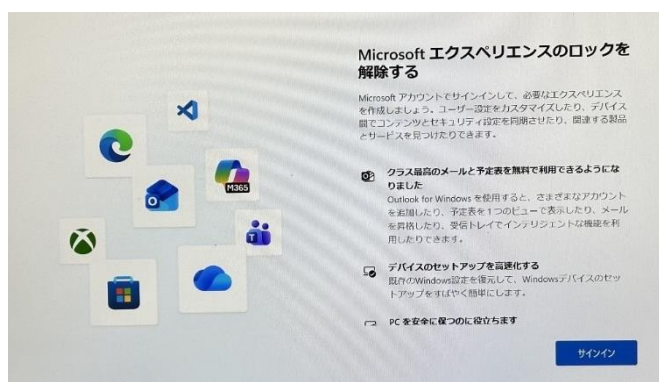 Microsoft エクスペリエンスのロックを
解除する
Microsoft アカウントでサインインして、必要なエクスペリエンス
を作成しましょう。ユーザー設定をカスタマイズしたり、デバイス
間でコンテンツとセキュリティ設定を同期させたり、関連する製品
とサービスを見つけたりできます。
クラス最高のメールと予定表を無料で利用できるようにな
りました
Outlook for Windows を使用すると、さまざまなアカウント
を追加したり、予定表を1つのビューで表示したり、メール
を昇格したり、受信トレイでインテリジェントな機能を利
用したりできます。
デバイスのセットアップを高速化する
既存のWindows設定を復元して、Windowsデバイスのセッ
トアップをすばやく簡単にします。
PC を安全に保つのに役立ちます
M365
サインイン